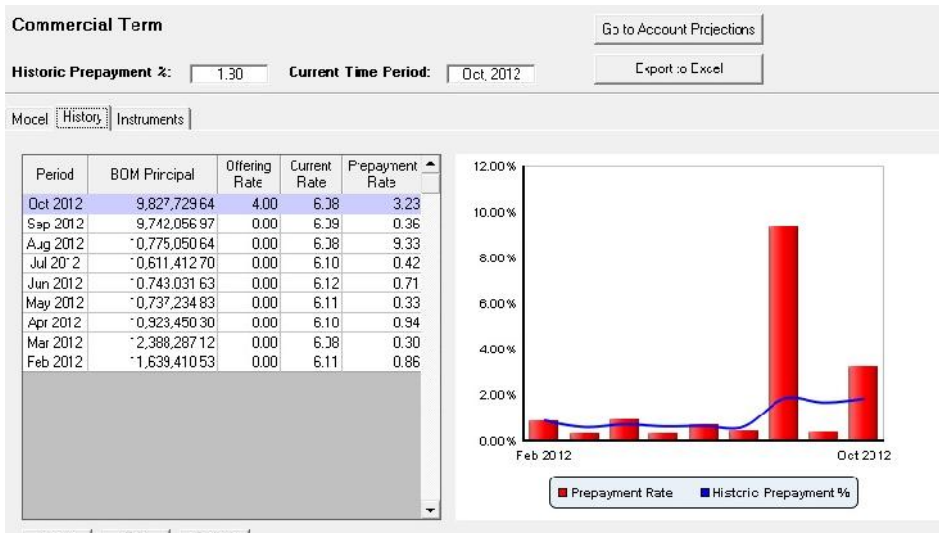 Commercial Term
Go to Account Projections
Historic Prepayment %: 1.80 Current Time Period: Oct, 2012
Export to Excel
Model History Instruments
Period BOM Principal Offering Rate Current Rate Prepayment Rate
Oct 2012 9,827,729.64 4.00 6.08 3.23
Sep 2012 9,742,056.97 0.00 6.09 0.36
Aug 2012 10,775,050.64 0.00 6.08 9.33
Jul 2012 10,611,412.70 0.00 6.10 0.42
Jun 2012 10,743,031.63 0.00 6.12 0.71
May 2012 10,737,234.83 0.00 6.11 0.33
Apr 2012 10,923,450.30 0.00 6.10 0.94
Mar 2012 12,388,287.12 0.00 6.08 0.30
Feb 2012 11,639,410.53 0.00 6.11 0.86
12.00%
10.00%
8.00%
6.00%
4.00%
2.00%
0.00%
Feb 2012 Oct 2012
Prepayment Rate Historic Prepayment %